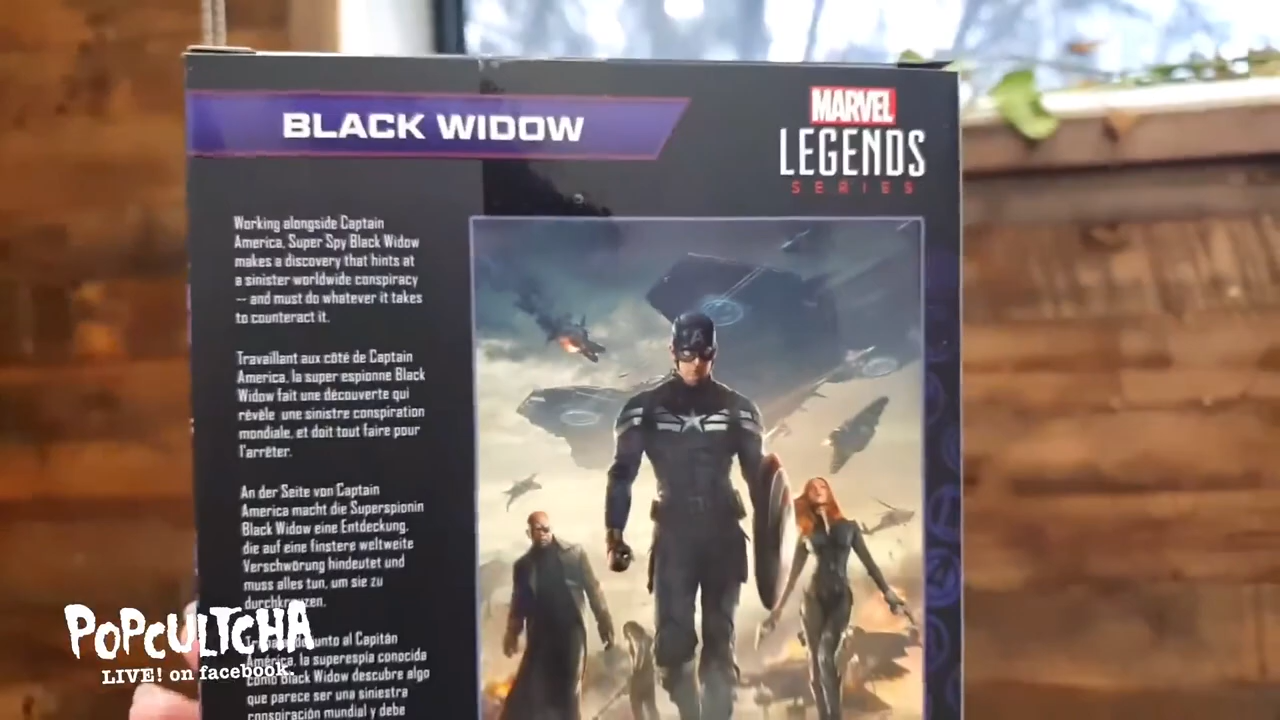 BLACK WIDOW
MARVEL
LEGENDS
SERIES
Working alongside Captain
America, Super Spy Black Widow
makes a discovery that hints at
a sinister worldwide conspiracy
-- and must do whatever it takes
to counteract it.
Travaillant aux côté de Captain
America, la super espionne Black
Widow fait une découverte qui
révèle une sinistre conspiration
mondiale, et doit tout faire pour
l'arrêter.
An der Seite von Captain
America macht die Superspionin
Black Widow eine Entdeckung,
die auf eine finstere weltweite
Verschwörung hindeutet und
muss alles tun, um sie zu
durchkreuzen.
junto al Capitán
América, la superespía conocida
como Black Widow descubre algo
que parece ser una siniestra
conspiración mundial y debe
POPCULTCHA
LIVE! on facebook.